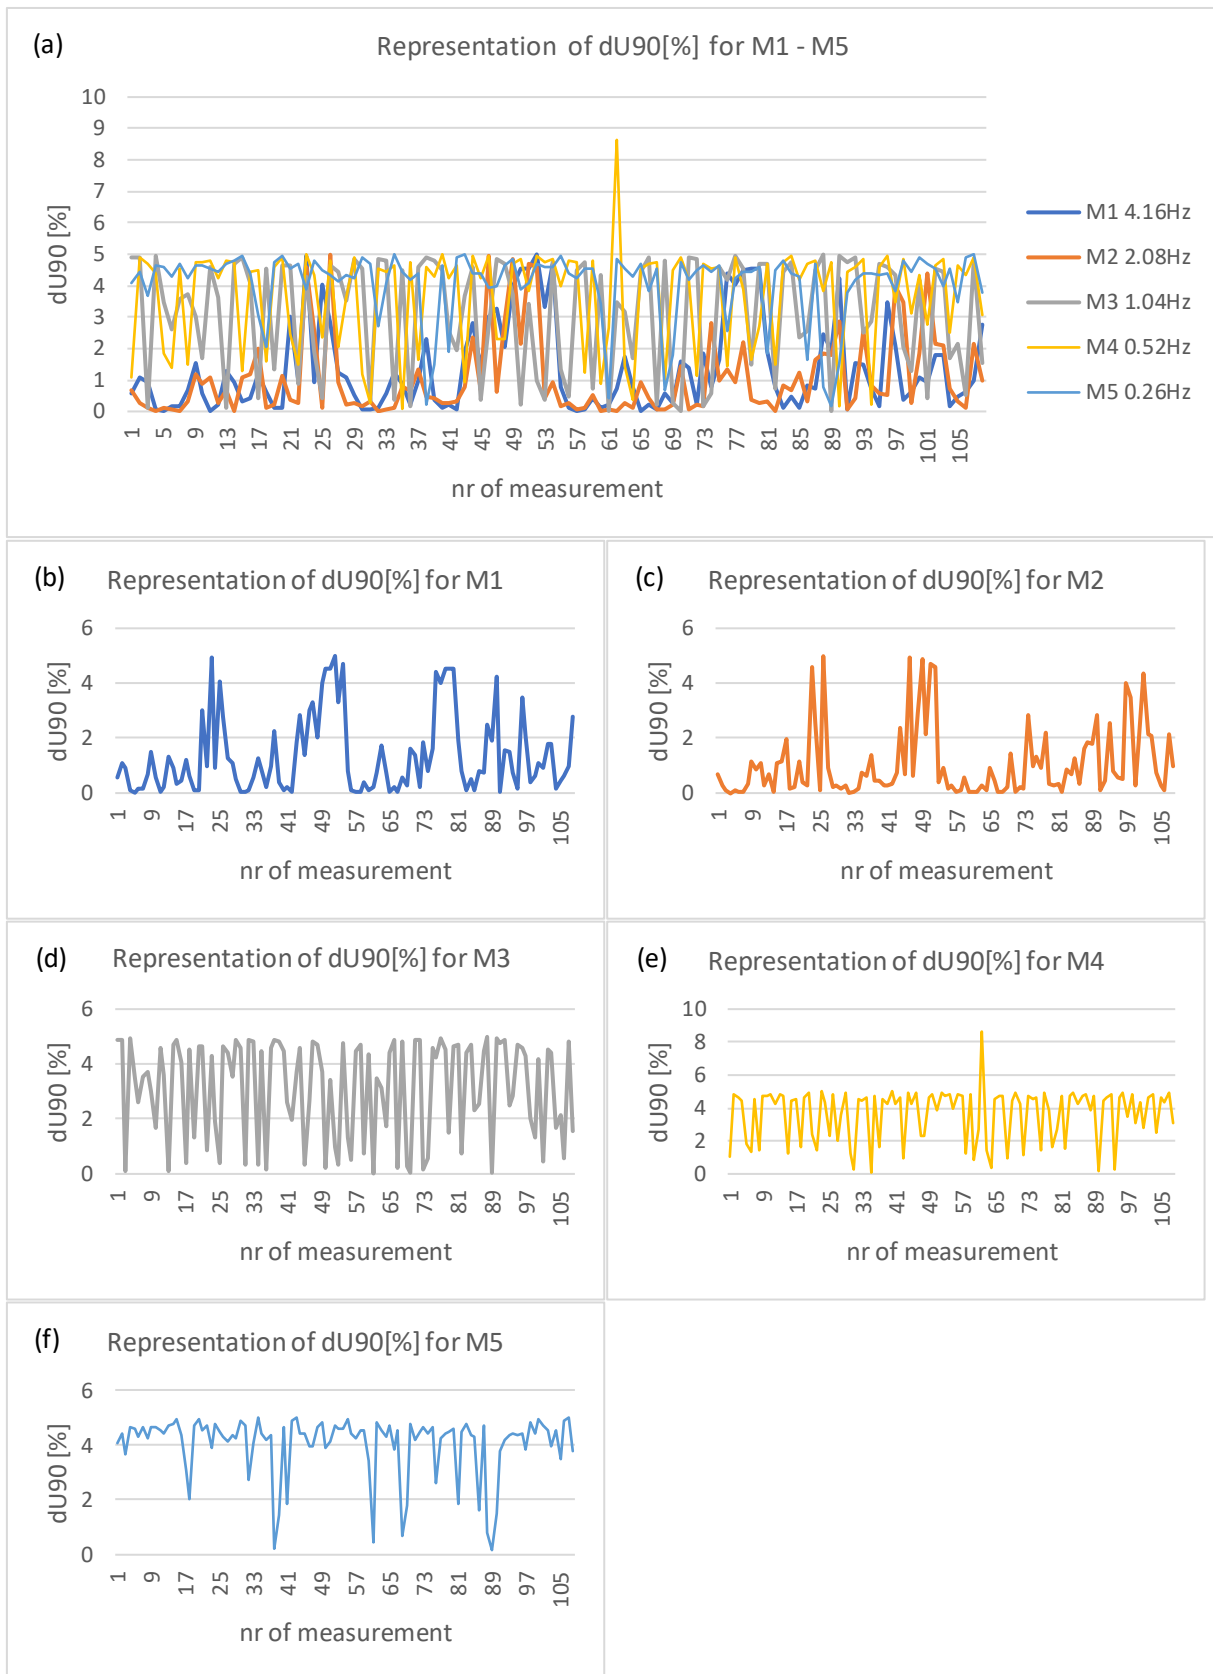 (a)
Representation of dU90[%] for M1 - M5
10
9
8
7
6
5
4
3
2
1
0
dU90 [%]
1 5 9 13 17 21 25 29 33 37 41 45 49 53 57 61 65 69 73 77 81 85 89 93 97 101 105
nr of measurement
M1 4.16Hz
M2 2.08Hz
M3 1.04Hz
M4 0.52Hz
M5 0.26Hz
(b)
Representation of dU90[%] for M1
6
4
2
0
dU90 [%]
1 9 17 25 33 41 49 57 65 73 81 89 97 105
nr of measurement
(c)
Representation of dU90[%] for M2
6
4
2
0
dU90 [%]
1 9 17 25 33 41 49 57 65 73 81 89 97 105
nr of measurement
(d)
Representation of dU90[%] for M3
6
4
2
0
dU90 [%]
1 9 17 25 33 41 49 57 65 73 81 89 97 105
nr of measurement
(e)
Representation of dU90[%] for M4
10
8
6
4
2
0
dU90 [%]
1 9 17 25 33 41 49 57 65 73 81 89 97 105
nr of measurement
(f)
Representation of dU90[%] for M5
6
4
2
0
dU90 [%]
1 9 17 25 33 41 49 57 65 73 81 89 97 105
nr of measurement